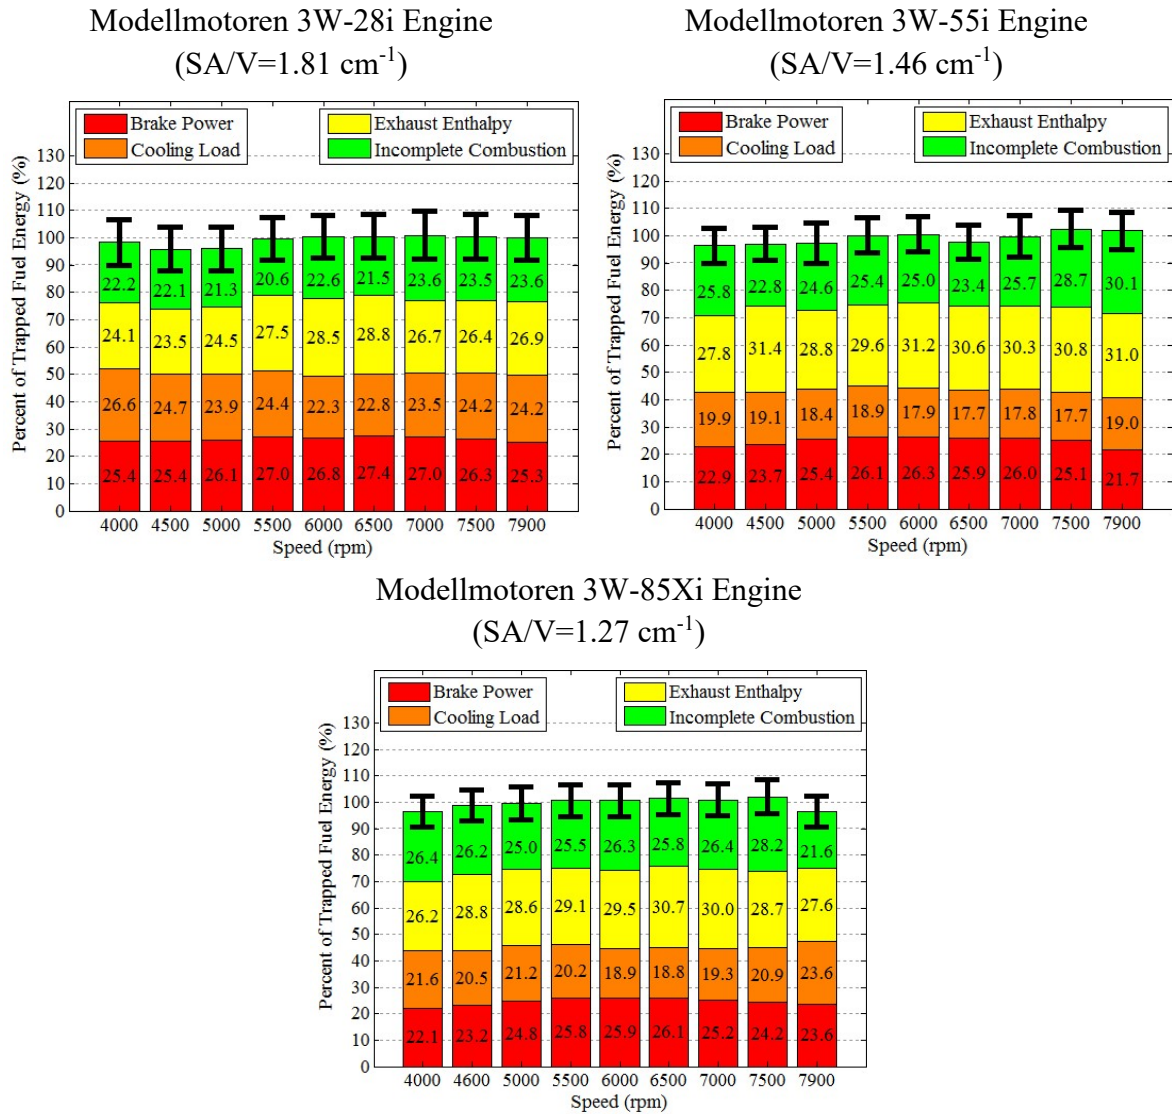 Modellmotoren 3W-28i Engine
(SA/V=1.81 cm⁻¹)
Brake Power
Cooling Load
Exhaust Enthalpy
Incomplete Combustion
Percent of Trapped Fuel Energy (%)
130
120
110
100
90
80
70
60
50
40
30
20
10
0
22.2 22.1 21.3 20.6 22.6 21.5 23.6 23.5 23.6
24.1 23.5 24.5 27.5 28.5 28.8 26.7 26.4 26.9
26.6 24.7 23.9 24.4 22.3 22.8 23.5 24.2 24.2
25.4 25.4 26.1 27.0 26.8 27.4 27.0 26.3 25.3
4000 4500 5000 5500 6000 6500 7000 7500 7900
Speed (rpm)
Modellmotoren 3W-55i Engine
(SA/V=1.46 cm⁻¹)
Brake Power
Cooling Load
Exhaust Enthalpy
Incomplete Combustion
Percent of Trapped Fuel Energy (%)
130
120
110
100
90
80
70
60
50
40
30
20
10
0
25.8 22.8 24.6 25.4 25.0 23.4 25.7 28.7 30.1
27.8 31.4 28.8 29.6 31.2 30.6 30.3 30.8 31.0
19.9 19.1 18.4 18.9 17.9 17.7 17.8 17.7 19.0
22.9 23.7 25.4 26.1 26.3 25.9 26.0 25.1 21.7
4000 4500 5000 5500 6000 6500 7000 7500 7900
Speed (rpm)
Modellmotoren 3W-85Xi Engine
(SA/V=1.27 cm⁻¹)
Brake Power
Cooling Load
Exhaust Enthalpy
Incomplete Combustion
Percent of Trapped Fuel Energy (%)
130
120
110
100
90
80
70
60
50
40
30
20
10
0
26.4 26.2 25.0 25.5 26.3 25.8 26.4 28.2 21.6
26.2 28.8 28.6 29.1 29.5 30.7 30.0 28.7 27.6
21.6 20.5 21.2 20.2 18.9 18.8 19.3 20.9 23.6
22.1 23.2 24.8 25.8 25.9 26.1 25.2 24.2 23.6
4000 4600 5000 5500 6000 6500 7000 7500 7900
Speed (rpm)